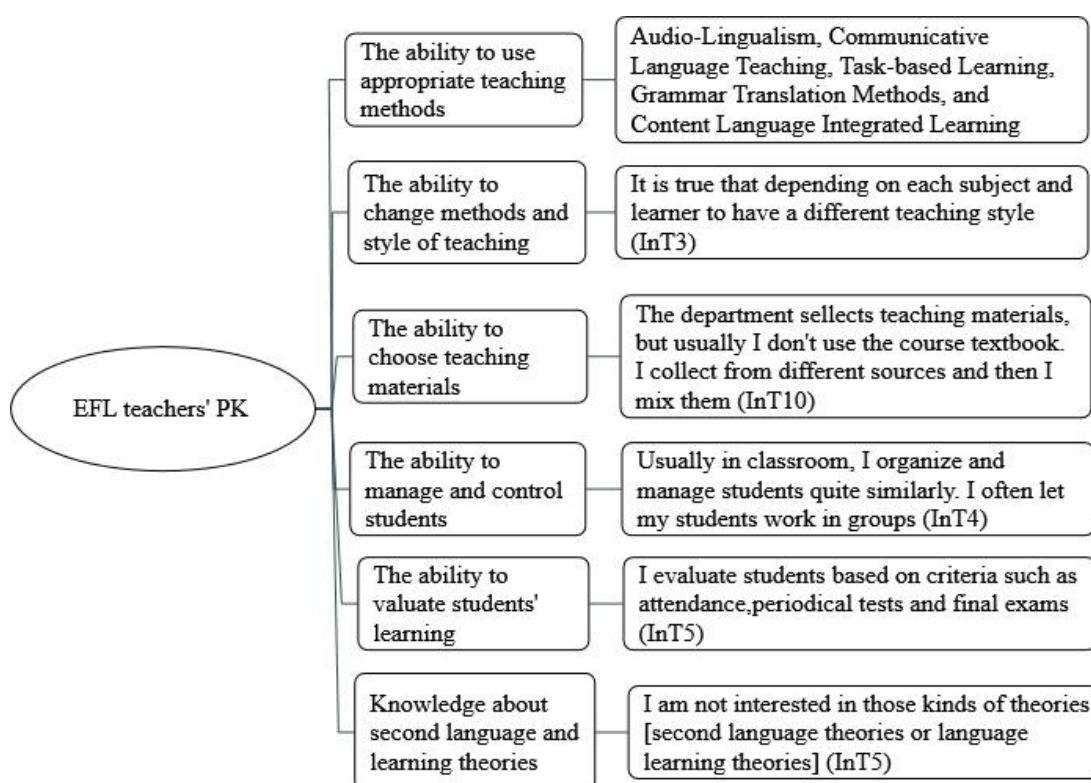 EFL teachers' PK
The ability to use
appropriate teaching
methods
Audio-Lingualism, Communicative
Language Teaching, Task-based Learning,
Grammar Translation Methods, and
Content Language Integrated Learning
The ability to
change methods and
style of teaching
It is true that depending on each subject and
learner to have a different teaching style
(InT3)
The ability to
choose teaching
materials
The department sellects teaching materials,
but usually I don't use the course textbook.
I collect from different sources and then I
mix them (InT10)
The ability to
manage and control
students
Usually in classroom, I organize and
manage students quite similarly. I often let
my students work in groups (InT4)
The ability to
valuate students'
learning
I evaluate students based on criteria such as
attendance,periodical tests and final exams
(InT5)
Knowledge about
second language and
learning theories
I am not interested in those kinds of theories
[second language theories or language
learning theories] (InT5)